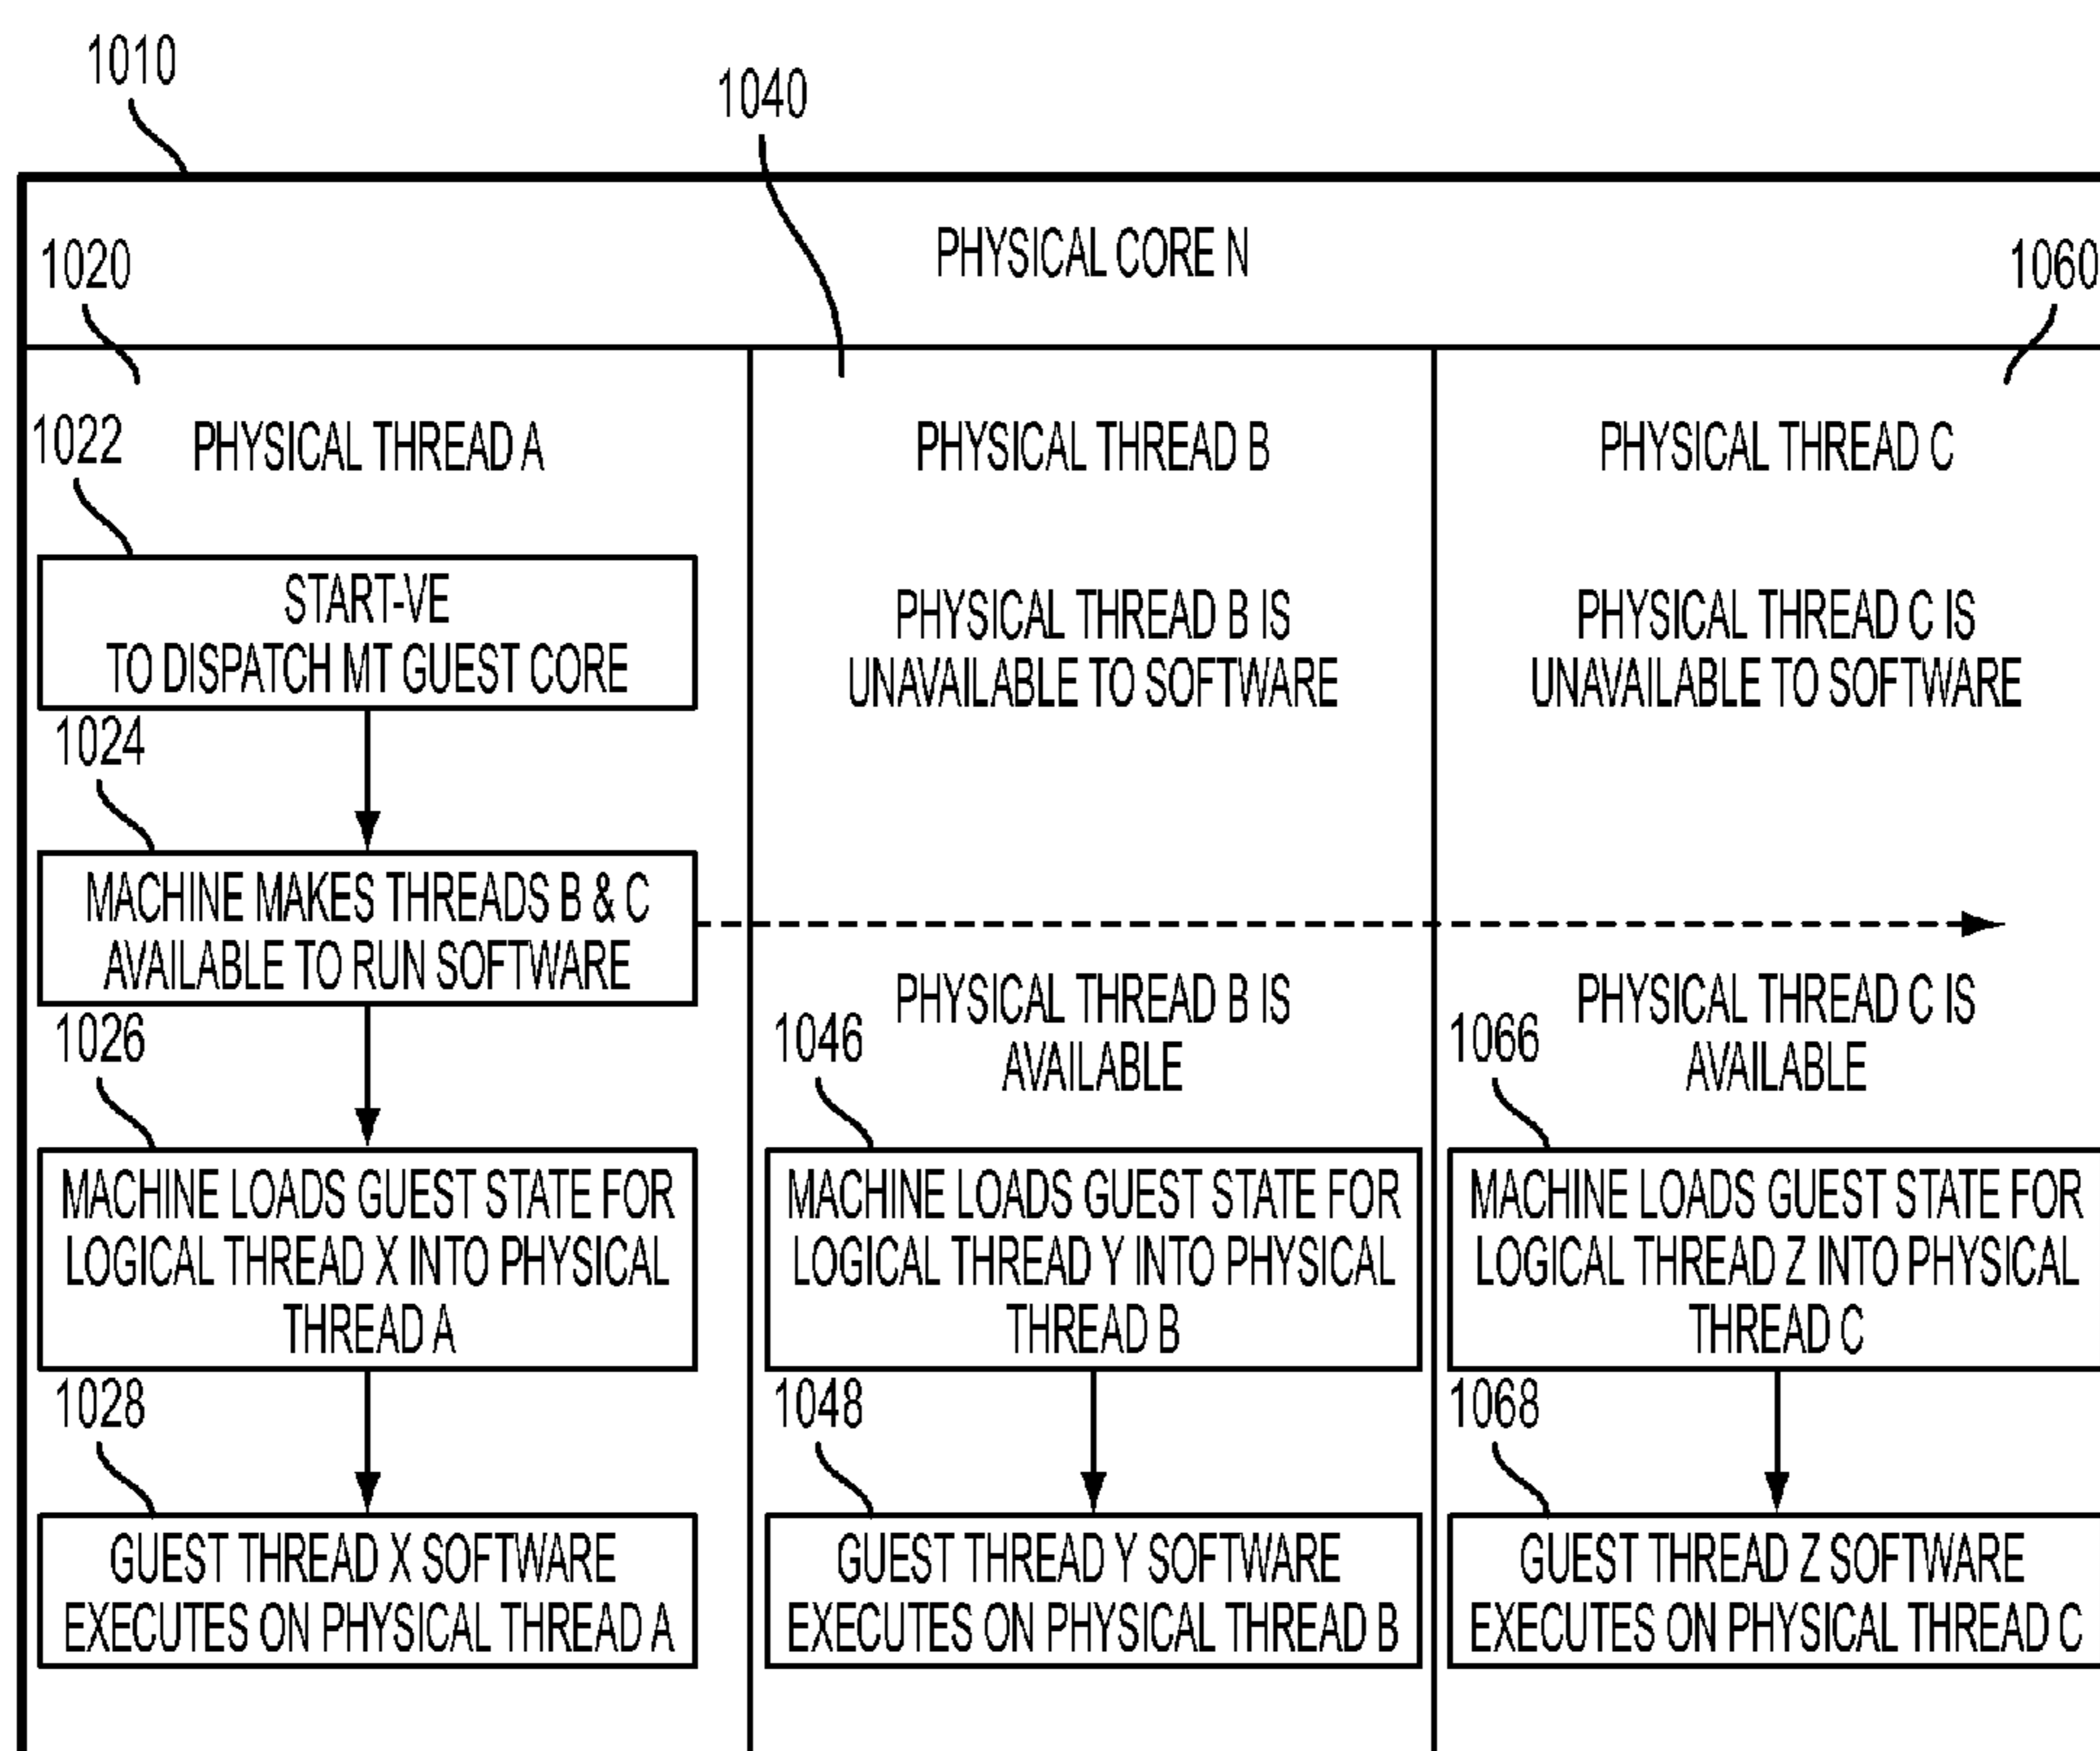 1010
1040
PHYSICAL CORE N
1020
1060
1022
PHYSICAL THREAD A
PHYSICAL THREAD B
PHYSICAL THREAD C
START-VE
TO DISPATCH MT GUEST CORE
PHYSICAL THREAD B IS
UNAVAILABLE TO SOFTWARE
PHYSICAL THREAD C IS
UNAVAILABLE TO SOFTWARE
1024
MACHINE MAKES THREADS B & C
AVAILABLE TO RUN SOFTWARE
PHYSICAL THREAD B IS
AVAILABLE
PHYSICAL THREAD C IS
AVAILABLE
1026
1046
1066
MACHINE LOADS GUEST STATE FOR
LOGICAL THREAD X INTO PHYSICAL
THREAD A
MACHINE LOADS GUEST STATE FOR
LOGICAL THREAD Y INTO PHYSICAL
THREAD B
MACHINE LOADS GUEST STATE FOR
LOGICAL THREAD Z INTO PHYSICAL
THREAD C
1028
1048
1068
GUEST THREAD X SOFTWARE
EXECUTES ON PHYSICAL THREAD A
GUEST THREAD Y SOFTWARE
EXECUTES ON PHYSICAL THREAD B
GUEST THREAD Z SOFTWARE
EXECUTES ON PHYSICAL THREAD C